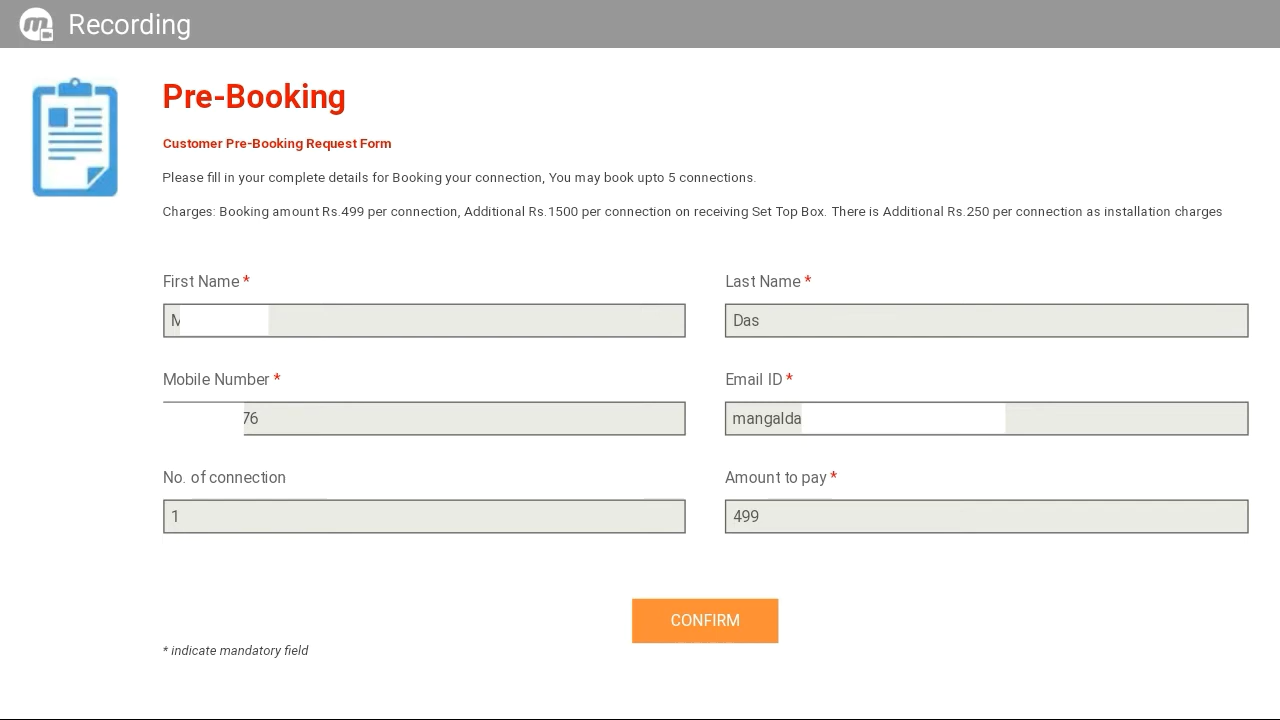 Recording
Pre-Booking
Customer Pre-Booking Request Form
Please fill in your complete details for Booking your connection, You may book upto 5 connections.
Charges: Booking amount Rs.499 per connection, Additional Rs.1500 per connection on receiving Set Top Box. There is Additional Rs.250 per connection as installation charges
First Name *
Last Name *
M
Das
Mobile Number *
Email ID *
76
mangalda
No. of connection
Amount to pay *
1
499
CONFIRM
* indicate mandatory field